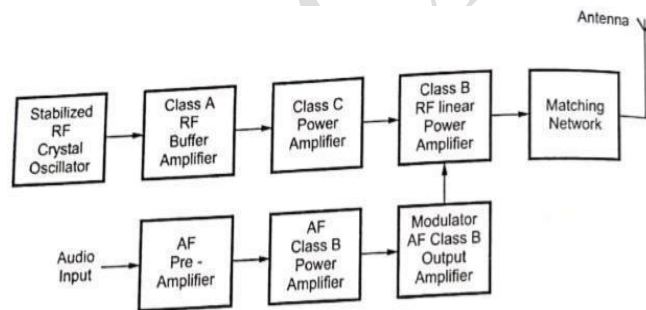 Antenna
Stabilized
RF
Crystal
Oscillator
Class A
RF
Buffer
Amplifier
Class C
Power
Amplifier
Class B
RF linear
Power
Amplifier
Matching
Network
Audio
Input
AF
Pre -
Amplifier
AF
Class B
Power
Amplifier
Modulator
AF Class B
Output
Amplifier